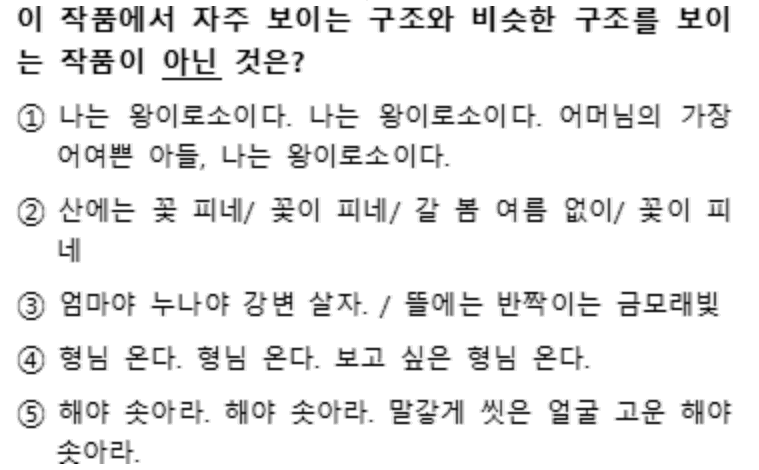 이 작품에서 자주 보이는 구조와 비슷한 구조를 보이
는 작품이 아닌 것은?
① 나는 왕이로소이다. 나는 왕이로소이다. 어머님의 가장
어여쁜 아들, 나는 왕이로소이다.
② 산에는 꽃 피네/ 꽃이 피네/ 갈 봄 여름 없이/ 꽃이 피
네
③ 엄마야 누나야 강변 살자. / 뜰에는 반짝이는 금모래빛
④ 형님 온다. 형님 온다. 보고 싶은 형님 온다.
⑤ 해야 솟아라. 해야 솟아라. 말갛게 씻은 얼굴 고운 해야
솟아라.